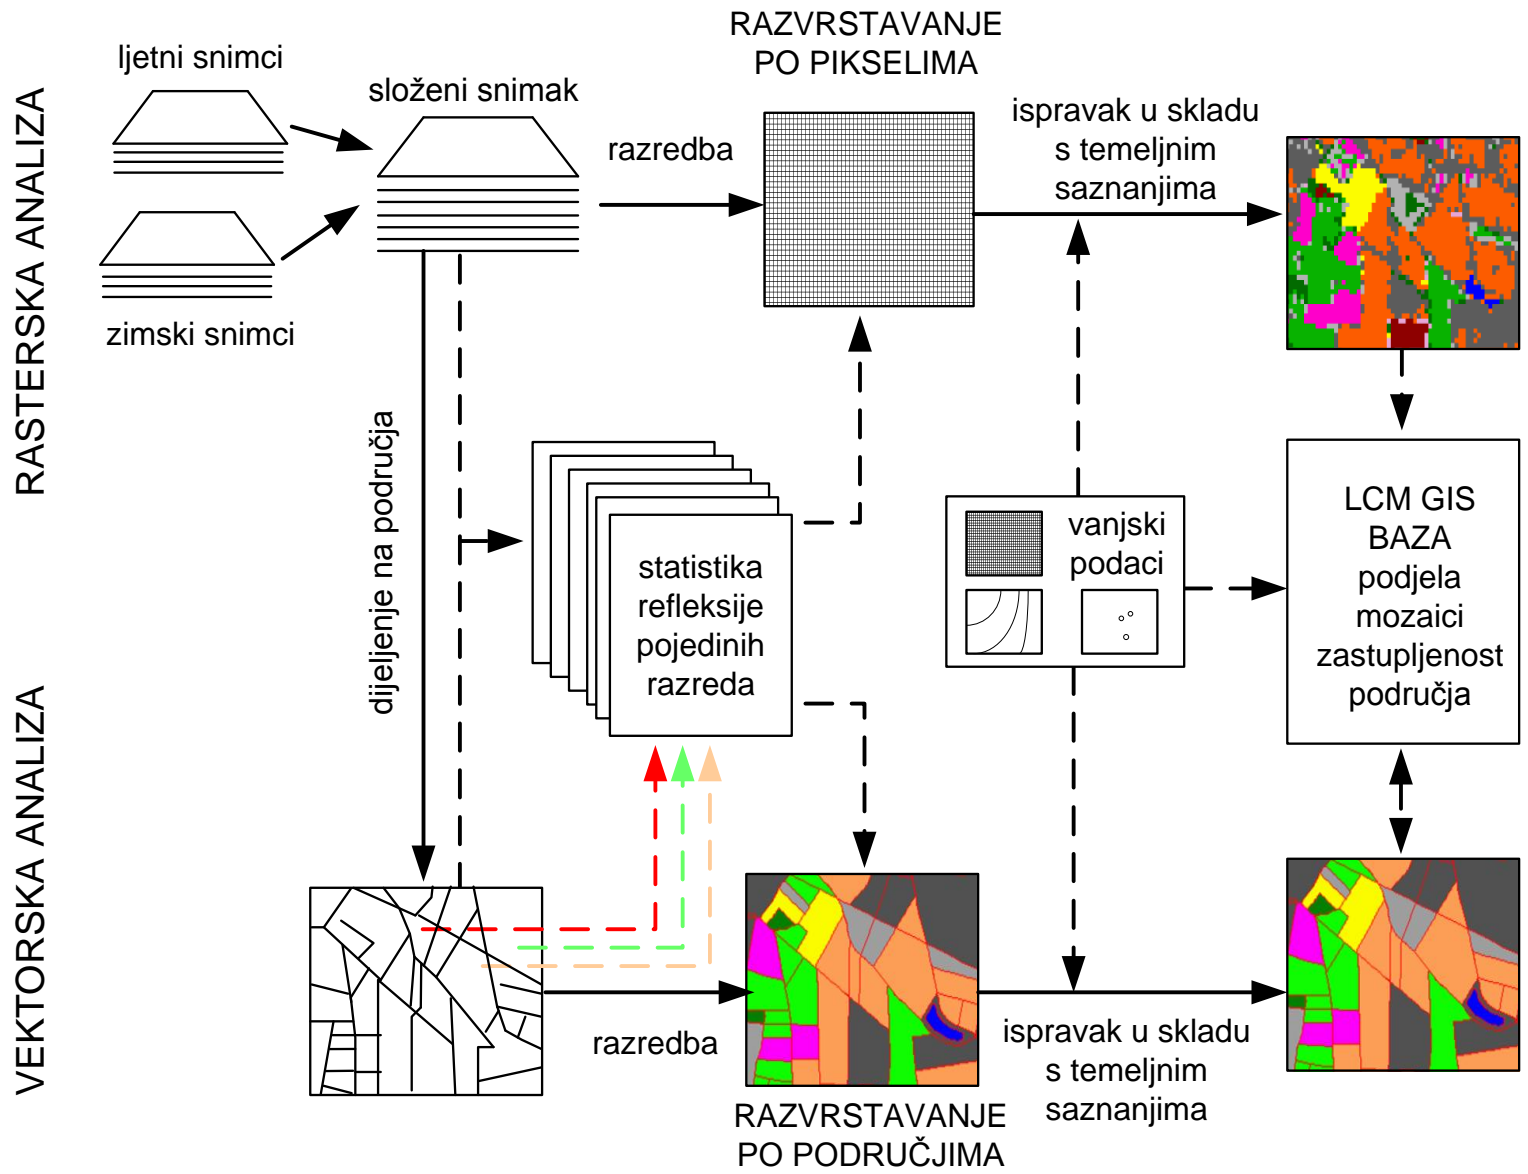 RASTERSKA ANALIZA
VEKTORSKA ANALIZA
ljetni snimci
zimski snimci
složeni snimak
razredba
RAZVRSTAVANJE
PO PIKSELIMA
ispravak u skladu
s temeljnim
saznanjima
dijeljenje na područja
statistika
refleksije
pojedinih
razreda
vanjski
podaci
LCM GIS
BAZA
podjela
mozaici
zastupljenost
područja
razredba
RAZVRSTAVANJE
PO PODRUČJIMA
ispravak u skladu
s temeljnim
saznanjima